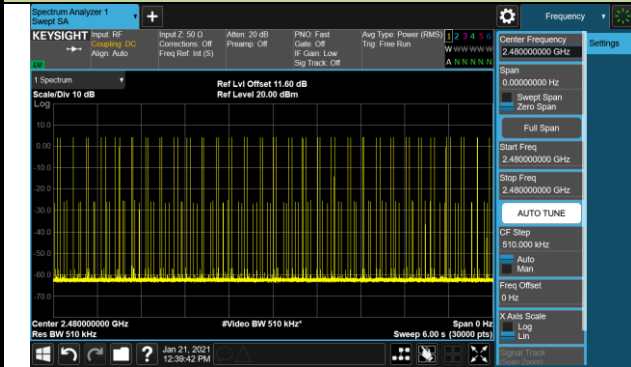 Spectrum Analyzer 1
Swept SA
Frequency
KEYSIGHT
Input: RF
Coupling: DC
Align: Auto
Input Z: 50 Ω
Corrections: Off
Freq Ref: Int (S)
Atten: 20 dB
Preamp: Off
PNO: Fast
Gate: Off
IF Gain: Low
Sig Track: Off
Avg Type: Power (RMS)
Trig: Free Run
1 2 3 4 5 6
W W W W W W
A N N N N N
1 Spectrum
Scale/Div 10 dB
Log
Ref Lvl Offset 11.60 dB
Ref Level 20.00 dBm
10.0
0.00
-10.0
-20.0
-30.0
-40.0
-50.0
-60.0
-70.0
Center 2.480000000 GHz
Res BW 510 kHz
#Video BW 510 kHz*
Span 0 Hz
Sweep 6.00 s (30000 pts)
Jan 21, 2021
12:39:42 PM
Center Frequency
2.480000000 GHz
Settings
Span
0.00000000 Hz
Swept Span
Zero Span
Full Span
Start Freq
2.480000000 GHz
Stop Freq
2.480000000 GHz
AUTO TUNE
CF Step
510.000 kHz
Auto
Man
Freq Offset
0 Hz
X Axis Scale
Log
Lin
Signal Track
(Span Zoom)